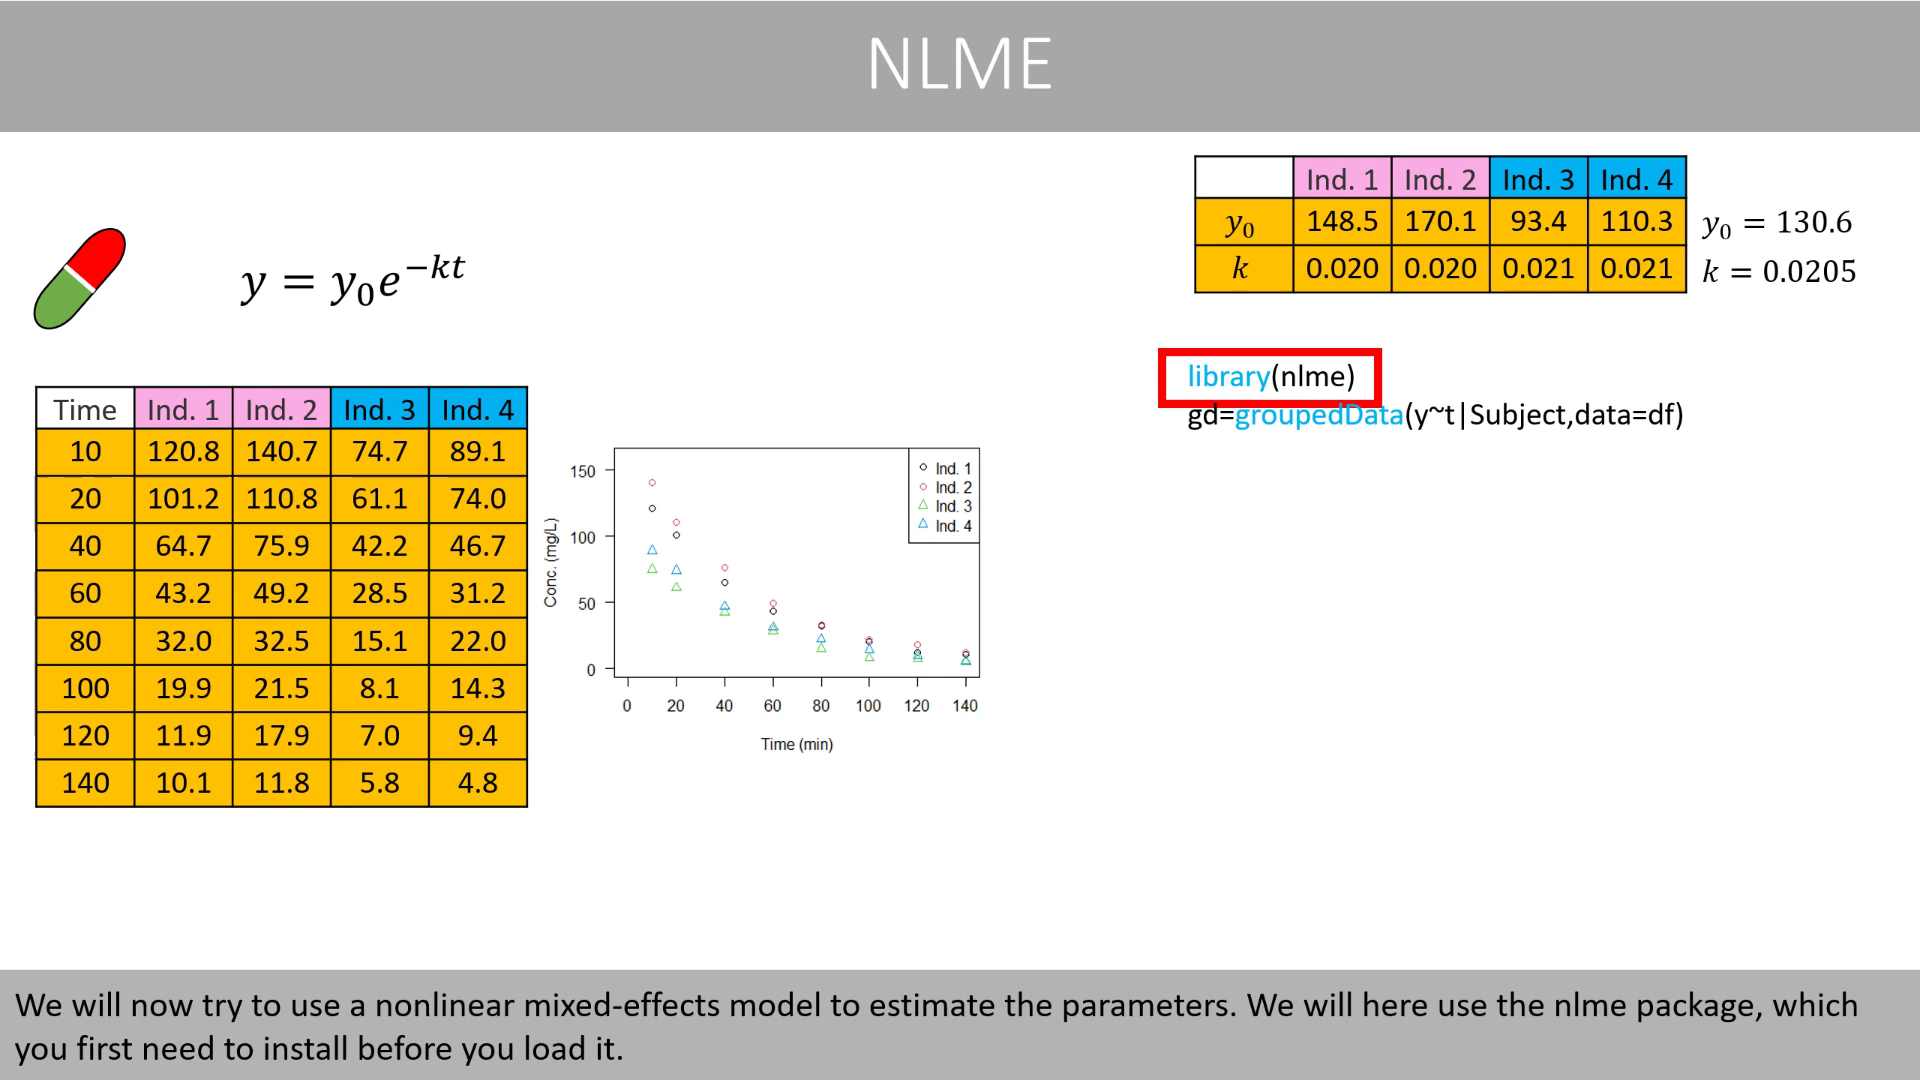 NLME
Ind. 1 Ind. 2 Ind. 3 Ind. 4
y₀ 148.5 170.1 93.4 110.3 y₀ = 130.6
k 0.020 0.020 0.021 0.021 k = 0.0205
y = y₀e^−kt
library(nlme)
gd=groupedData(y~t|Subject,data=df)
Time Ind. 1 Ind. 2 Ind. 3 Ind. 4
10 120.8 140.7 74.7 89.1
20 101.2 110.8 61.1 74.0
40 64.7 75.9 42.2 46.7
60 43.2 49.2 28.5 31.2
80 32.0 32.5 15.1 22.0
100 19.9 21.5 8.1 14.3
120 11.9 17.9 7.0 9.4
140 10.1 11.8 5.8 4.8
Conc. (mg/L)
150
100
50
0
Ind. 1
Ind. 2
Ind. 3
Ind. 4
0 20 40 60 80 100 120 140
Time (min)
We will now try to use a nonlinear mixed-effects model to estimate the parameters. We will here use the nlme package, which
you first need to install before you load it.